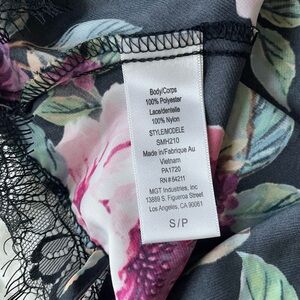 Body/Corps
100% Polyester
Lace/dentelle
100% Nylon
STYLE/MODELE
SMH210
Made in/Fabrique Au
Vietnam
PA1720
RN # 64211
MGT Industries, Inc
13889 S. Figueroa Street
Los Angeles, CA 90061
S/P